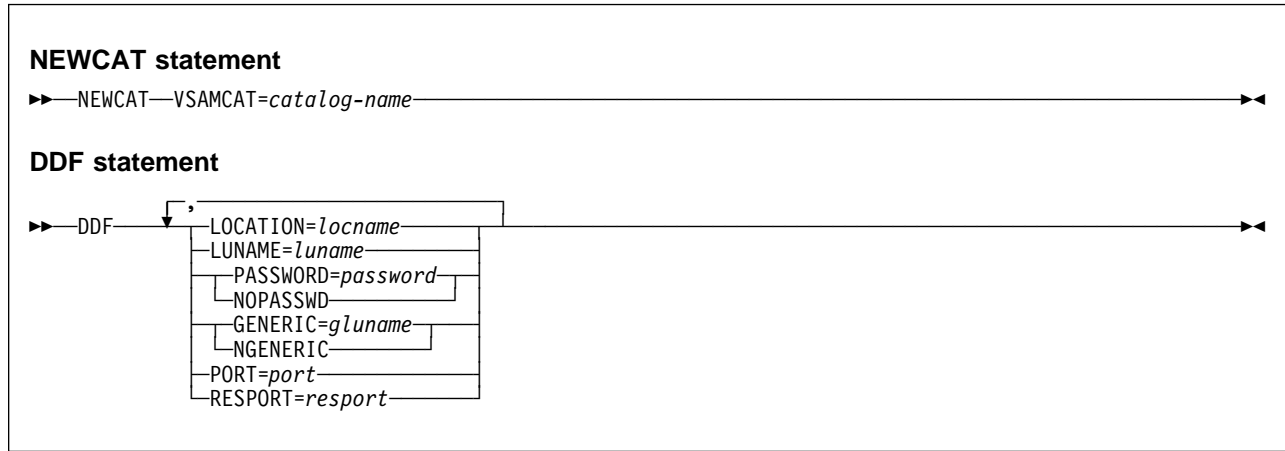 NEWCAT statement
NEWCAT VSAMCAT=catalog-name
DDF statement
,
DDF LOCATION=locname
LUNAME=luname
PASSWORD=password
NOPASSWD
GENERIC=gluname
NGENERIC
PORT=port
RESPORT=resport